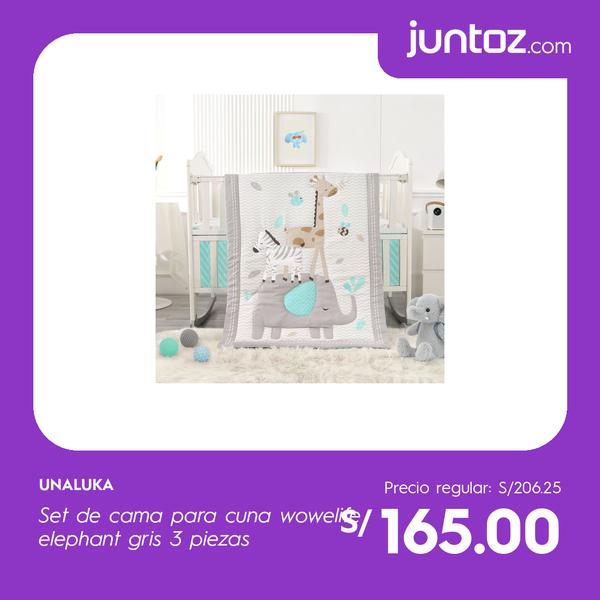 juntoz.com
UNALUKA
Set de cama para cuna wowelife
elephant gris 3 piezas
Precio regular: S/206.25
S/165.00